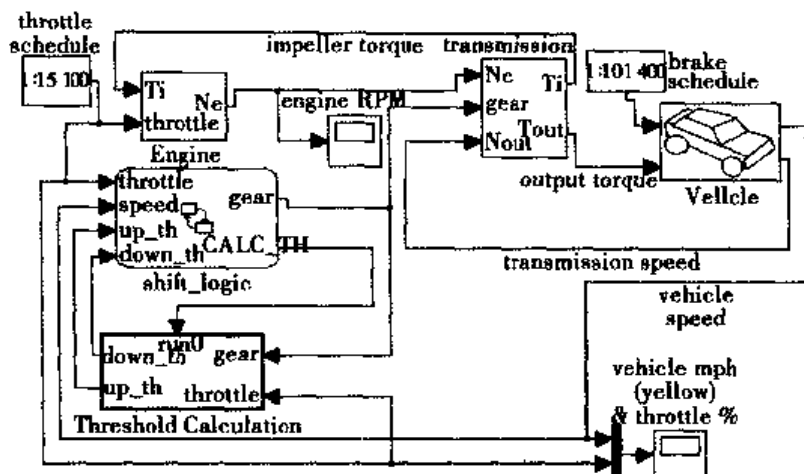 throttle
schedule
1 :15 100
impeller torque
transmission
1 :101 400
brake
schedule
Ti
Ne
throttle
Engine
engine RPM
Ne
gear
Nout
Ti
Tout
output torque
Vellcle
throttle
speed
up_th
down_th
gear
CALC_TH
shift_logic
transmission speed
vehicle
speed
run()
down_th
up_th
gear
throttle
Threshold Calculation
vehicle mph
(yellow)
& throttle %